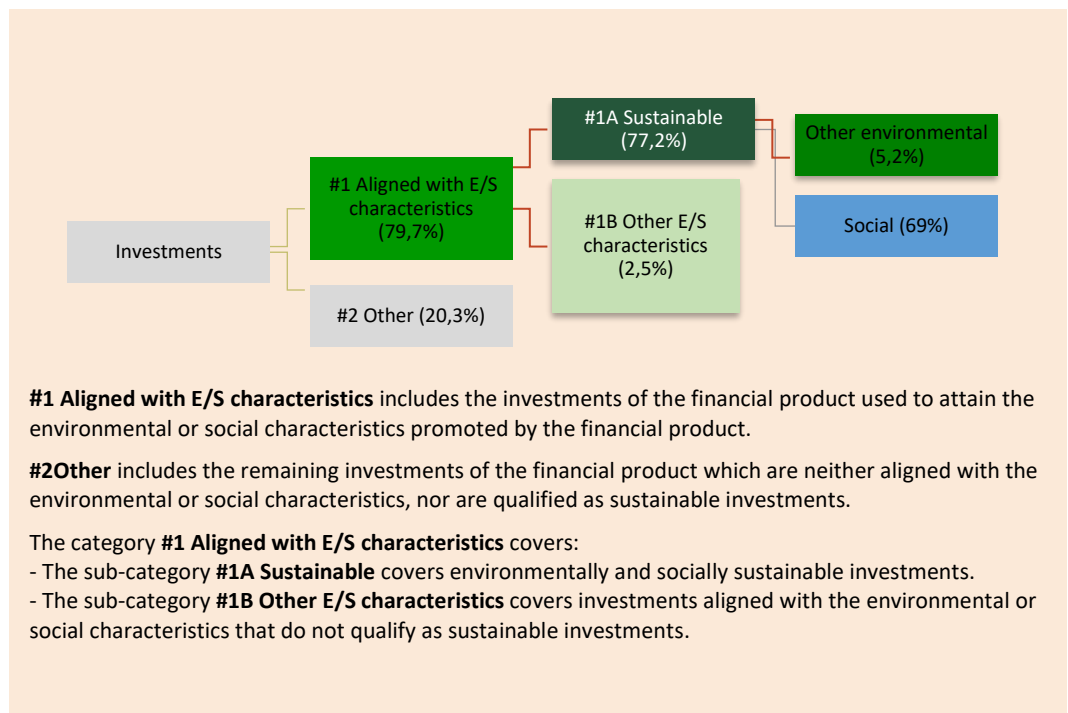 #1A Sustainable
(77,2%)
Other environmental
(5,2%)
#1 Aligned with E/S
characteristics
(79,7%)
#1B Other E/S
characteristics
(2,5%)
Social (69%)
Investments
#2 Other (20,3%)
#1 Aligned with E/S characteristics includes the investments of the financial product used to attain the
environmental or social characteristics promoted by the financial product.
#2Other includes the remaining investments of the financial product which are neither aligned with the
environmental or social characteristics, nor are qualified as sustainable investments.
The category #1 Aligned with E/S characteristics covers:
- The sub-category #1A Sustainable covers environmentally and socially sustainable investments.
- The sub-category #1B Other E/S characteristics covers investments aligned with the environmental or
social characteristics that do not qualify as sustainable investments.